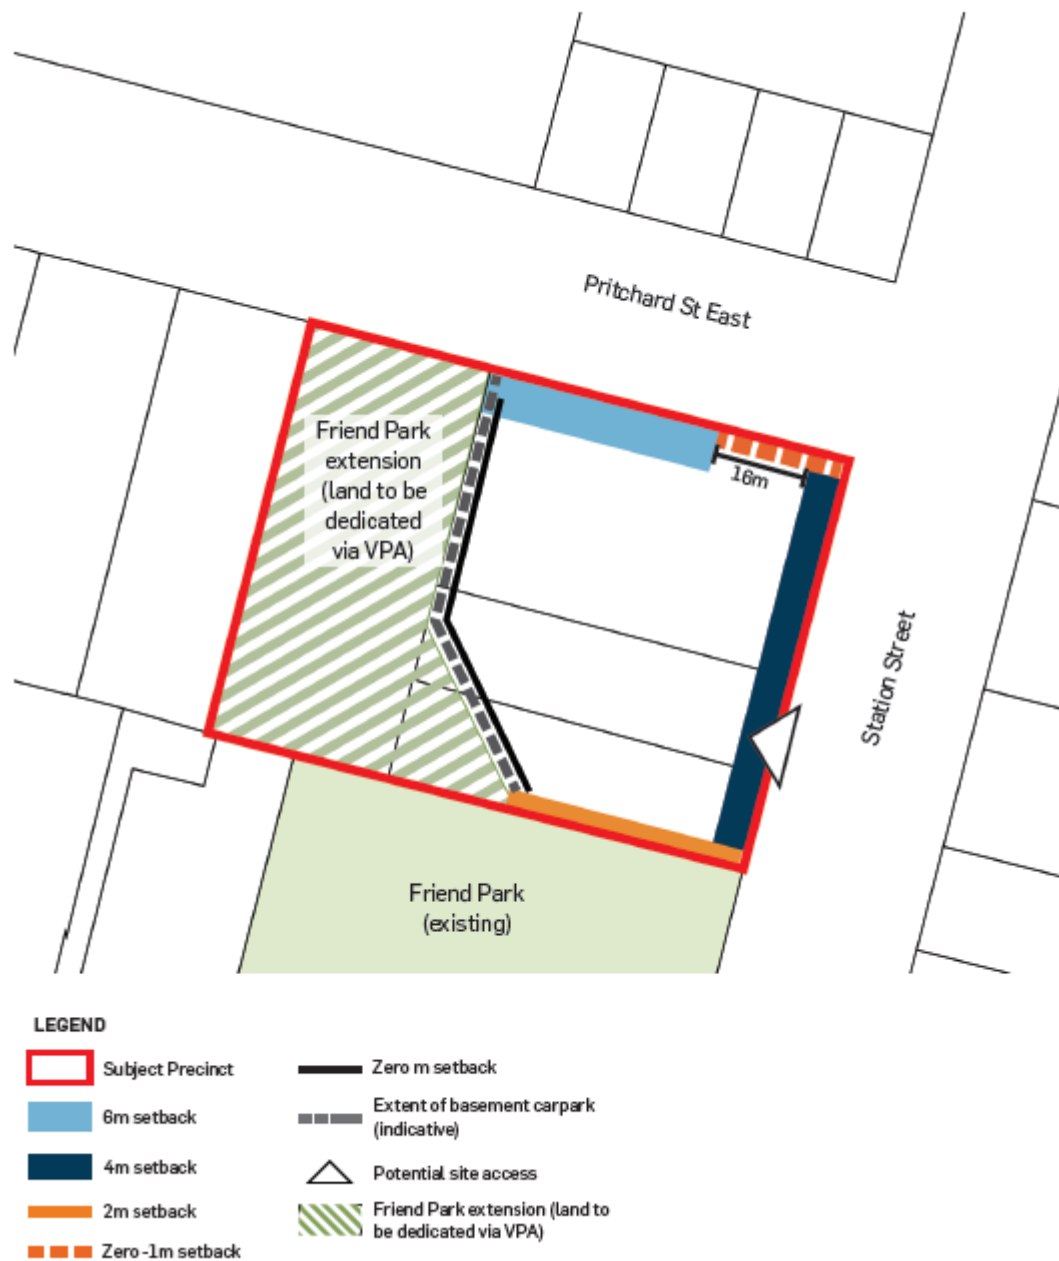 Pritchard St East
Friend Park
extension
(land to be
dedicated
via VPA)
16m
Station Street
Friend Park
(existing)
LEGEND
Subject Precinct
6m setback
4m setback
2m setback
Zero -1m setback
Zero m setback
Extent of basement carpark
(indicative)
Potential site access
Friend Park extension (land to
be dedicated via VPA)